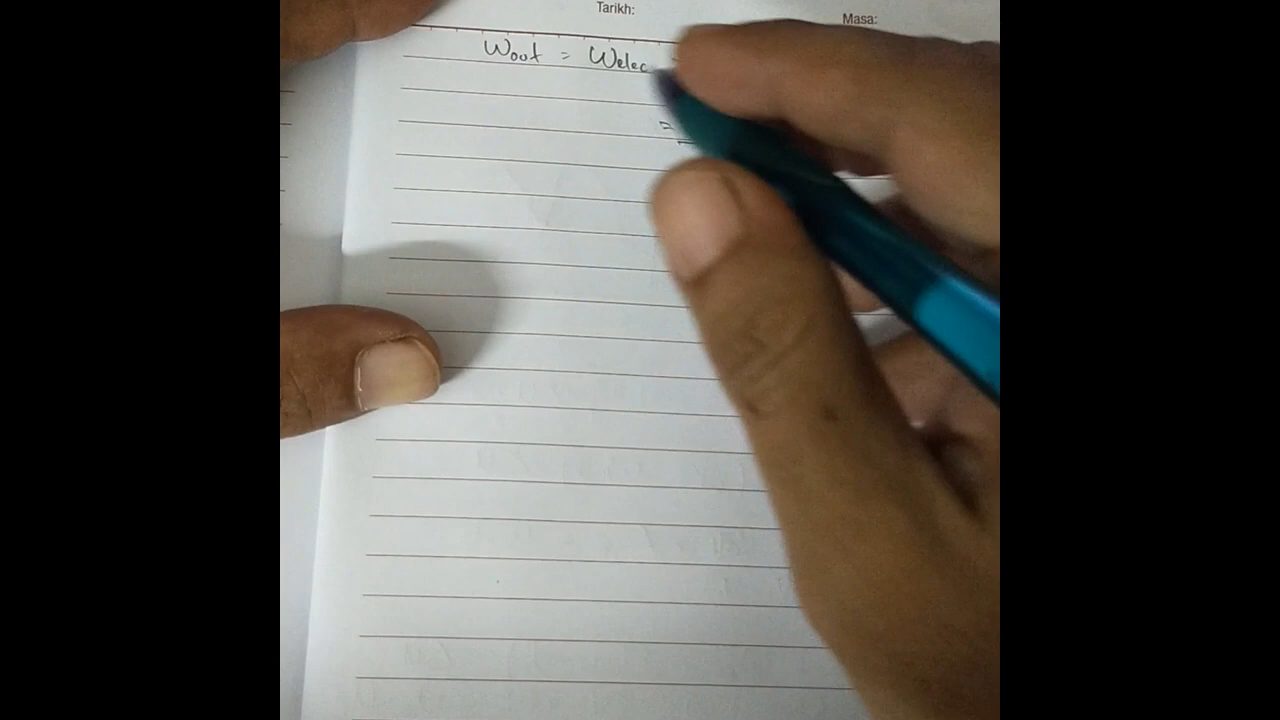 Tarikh: Masa:
Wout = Welec
=